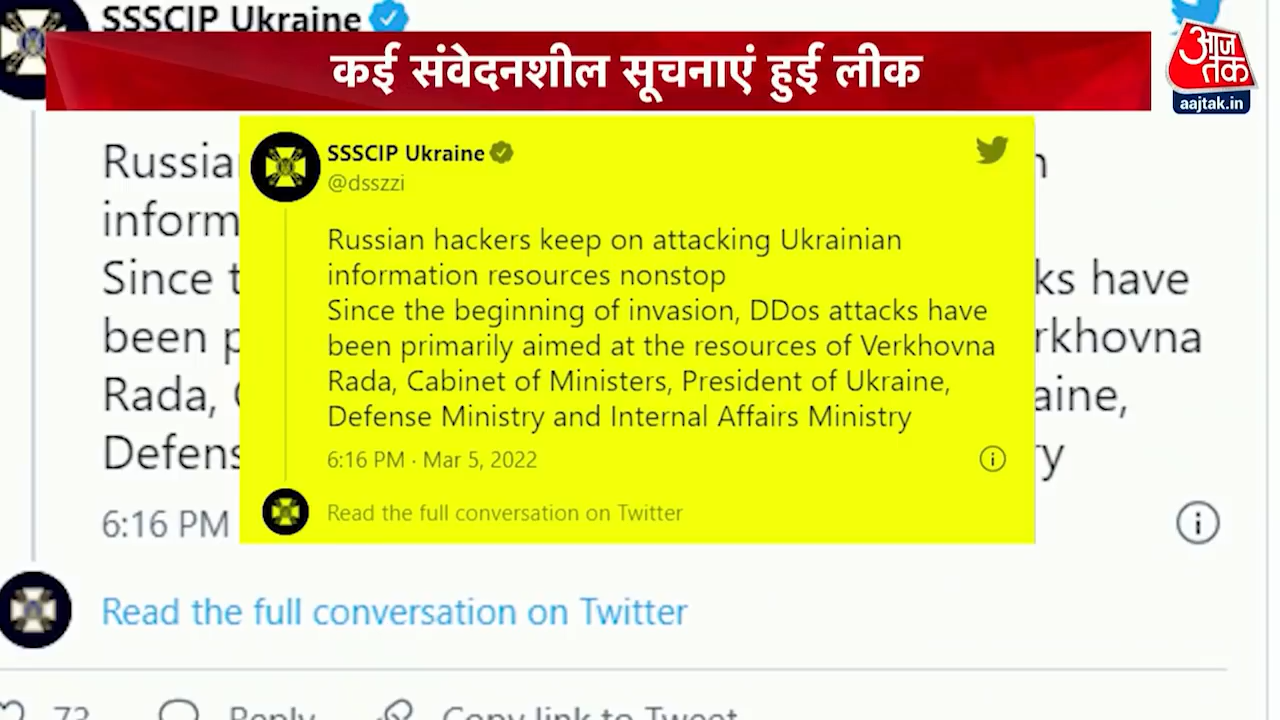 SSSCIP Ukraine
कई संवेदनशील सूचनाएं हुई लीक
आज तक
aajtak.in
SSSCIP Ukraine
@dsszzi
Russian hackers keep on attacking Ukrainian
information resources nonstop
Since the beginning of invasion, DDos attacks have
been primarily aimed at the resources of Verkhovna
Rada, Cabinet of Ministers, President of Ukraine,
Defense Ministry and Internal Affairs Ministry
6:16 PM · Mar 5, 2022
Read the full conversation on Twitter
Russia
inform
Since t
ks have
been p
rkhovna
Rada,
aine,
Defens
ry
6:16 PM
Read the full conversation on Twitter
73
Reply
Copy link to Tweet